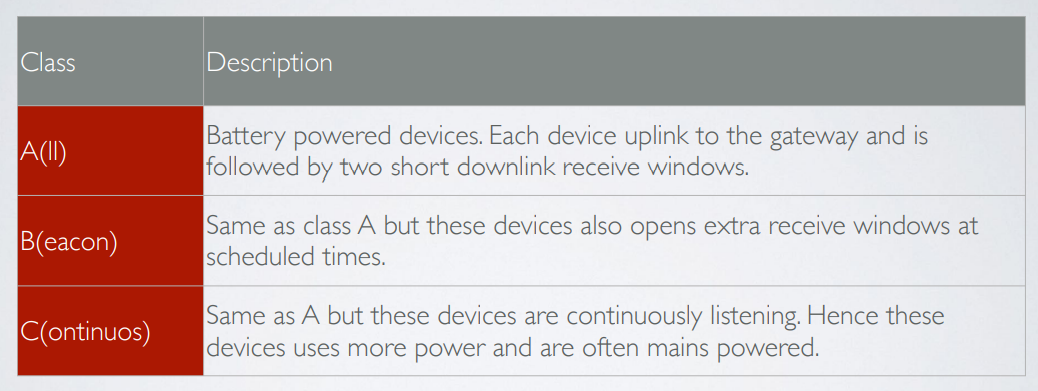 Class
Description
A(ll)
Battery powered devices. Each device uplink to the gateway and is
followed by two short downlink receive windows.
B(eacon)
Same as class A but these devices also opens extra receive windows at
scheduled times.
C(ontinuos)
Same as A but these devices are continuously listening. Hence these
devices uses more power and are often mains powered.